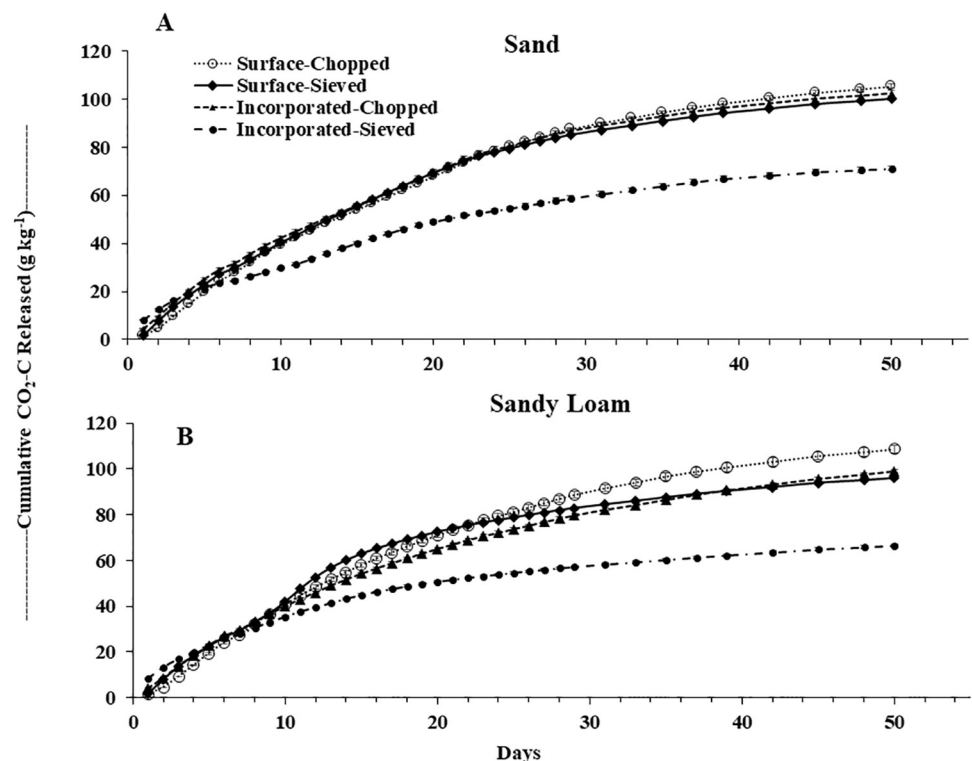 A
Sand
Surface-Chopped
Surface-Sieved
Incorporated-Chopped
Incorporated-Sieved
120
100
80
60
40
20
0
0 10 20 30 40 50
Cumulative CO₂-C Released (g kg⁻¹)
Sandy Loam
B
120
100
80
60
40
20
0
0 10 20 30 40 50
Days